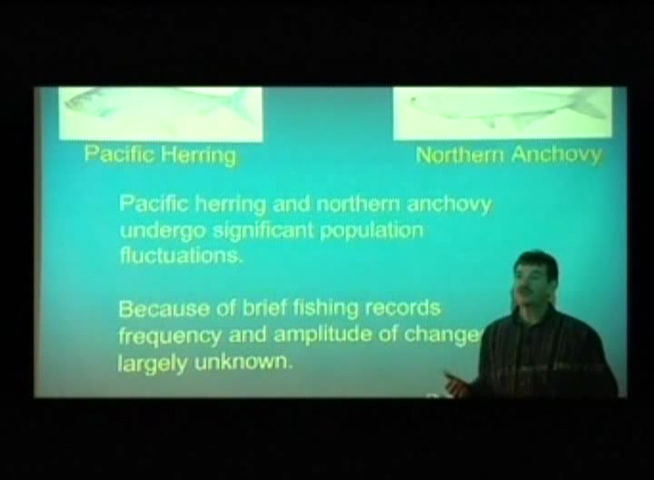 Pacific Herring
Northern Anchovy
Pacific herring and northern anchovy
undergo significant population
fluctuations.
Because of brief fishing records
frequency and amplitude of change
largely unknown.